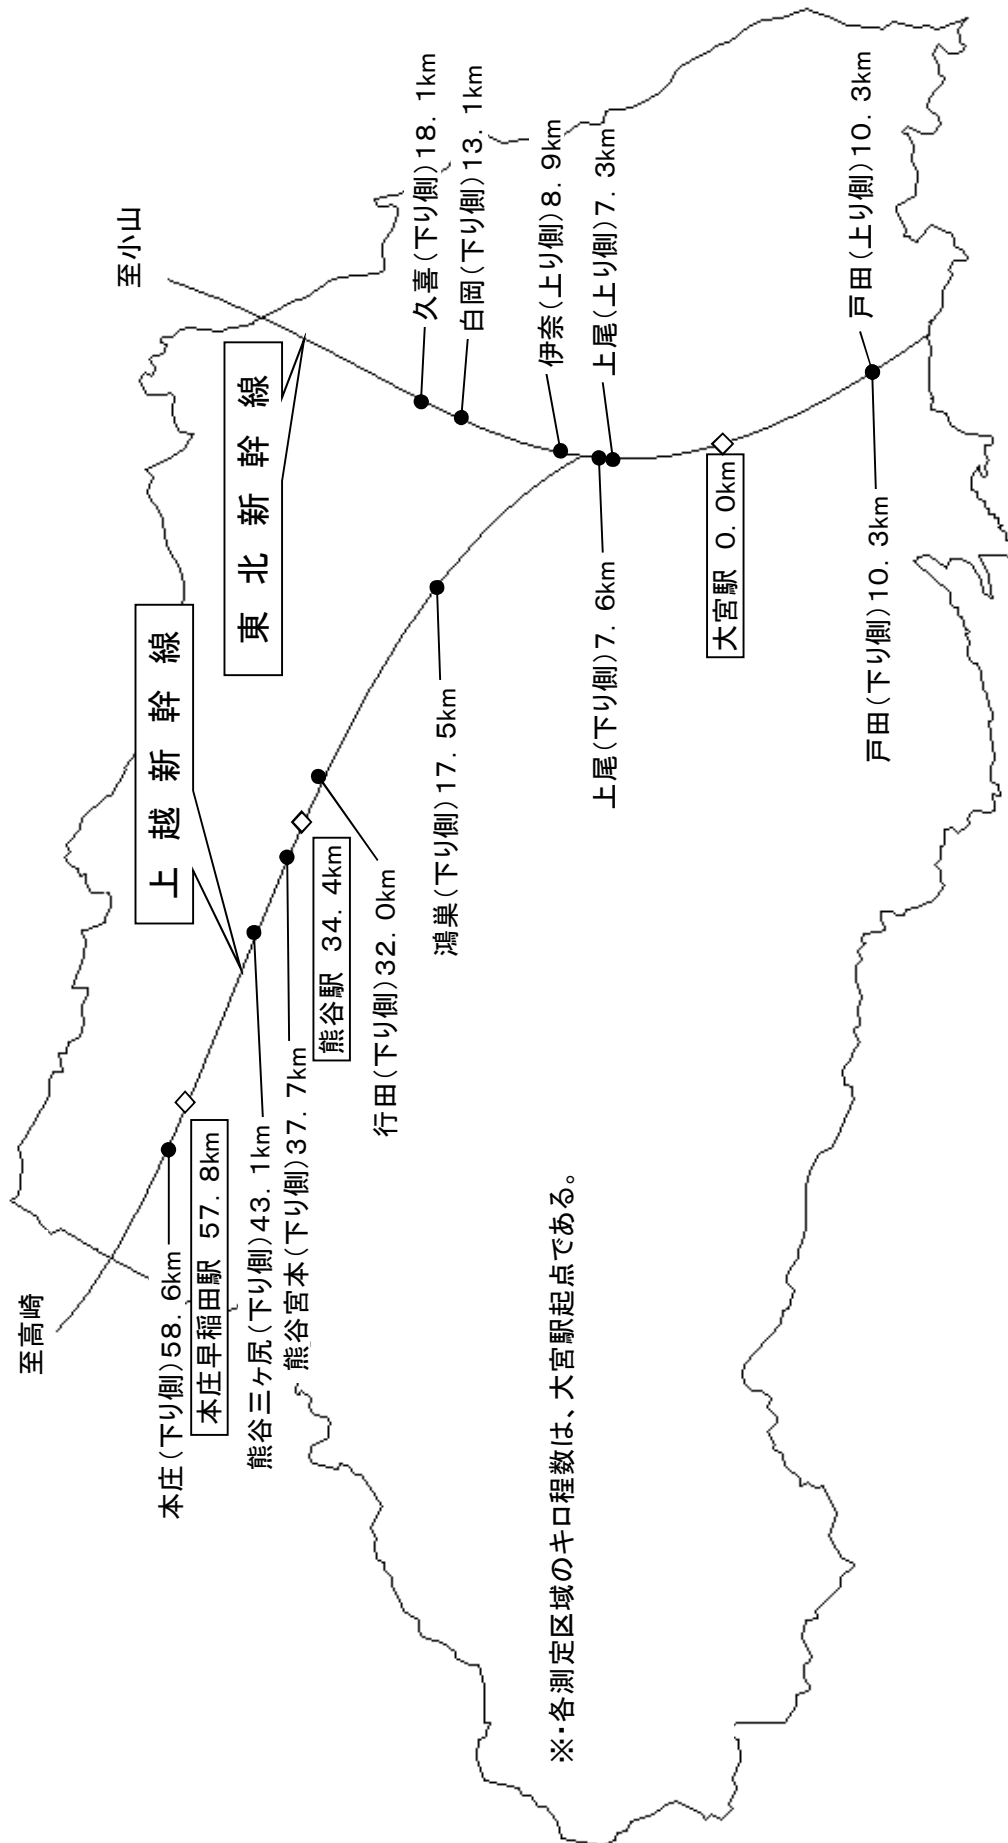 至小山
久喜(下り側)18.1km
白岡(下り側)13.1km
伊奈(上り側)8.9km
上尾(上り側)7.3km
戸田(上り側)10.3km
東北新幹線
上越新幹線
大宮駅 0.0km
上尾(下り側)7.6km
戸田(下り側)10.3km
鴻巣(下り側)17.5km
行田(下り側)32.0km
熊谷駅 34.4km
熊谷宮本(下り側)37.7km
熊谷三ヶ尻(下り側)43.1km
本庄早稲田駅 57.8km
本庄(下り側)58.6km
至高崎
※・各測定区域のキロ程数は、大宮駅起点である。